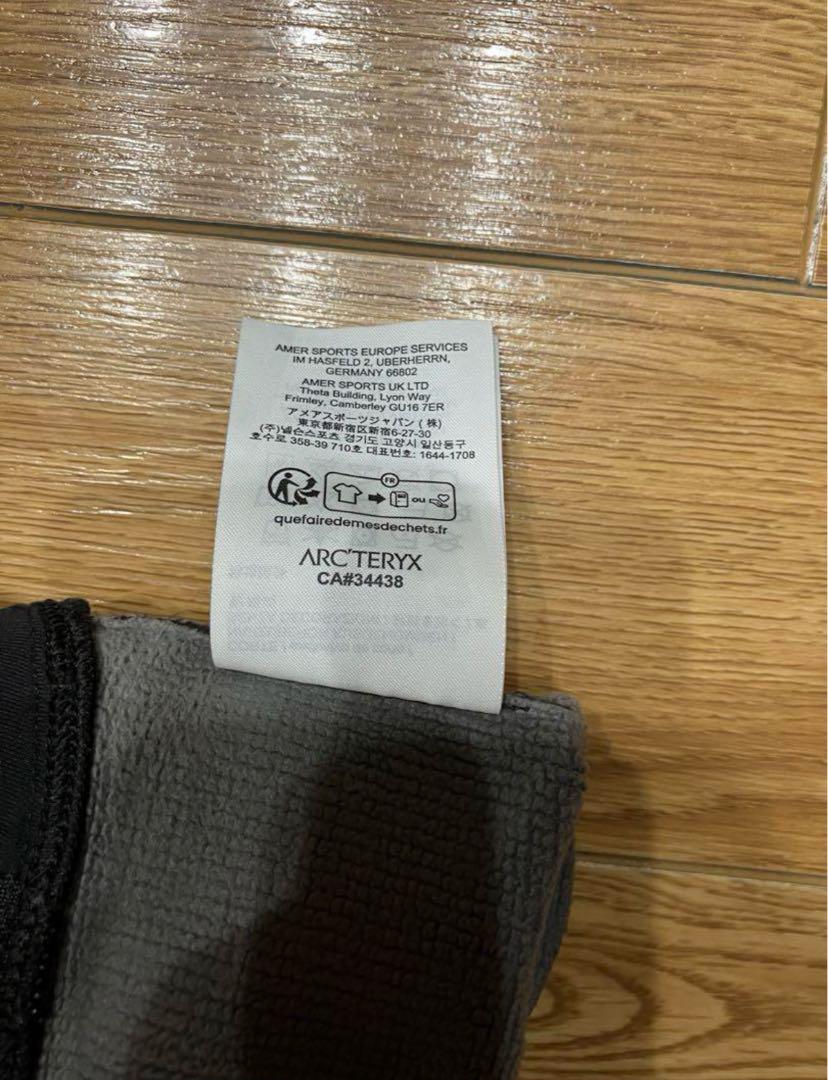 AMER SPORTS EUROPE SERVICES
IM HASFELD 2, UBERHERRN,
GERMANY 66802
AMER SPORTS UK LTD
Theta Building, Lyon Way
Frimley, Camberley GU16 7ER
アメアスポーツジャパン (株)
東京都新宿区新宿6-27-30
(주)넬슨스포츠 경기도 고양시 일산동구
호수로 358-39 710호 대표번호: 1644-1708
FR
ou
quefairedemesdechets.fr
ARC'TERYX
CA#34438